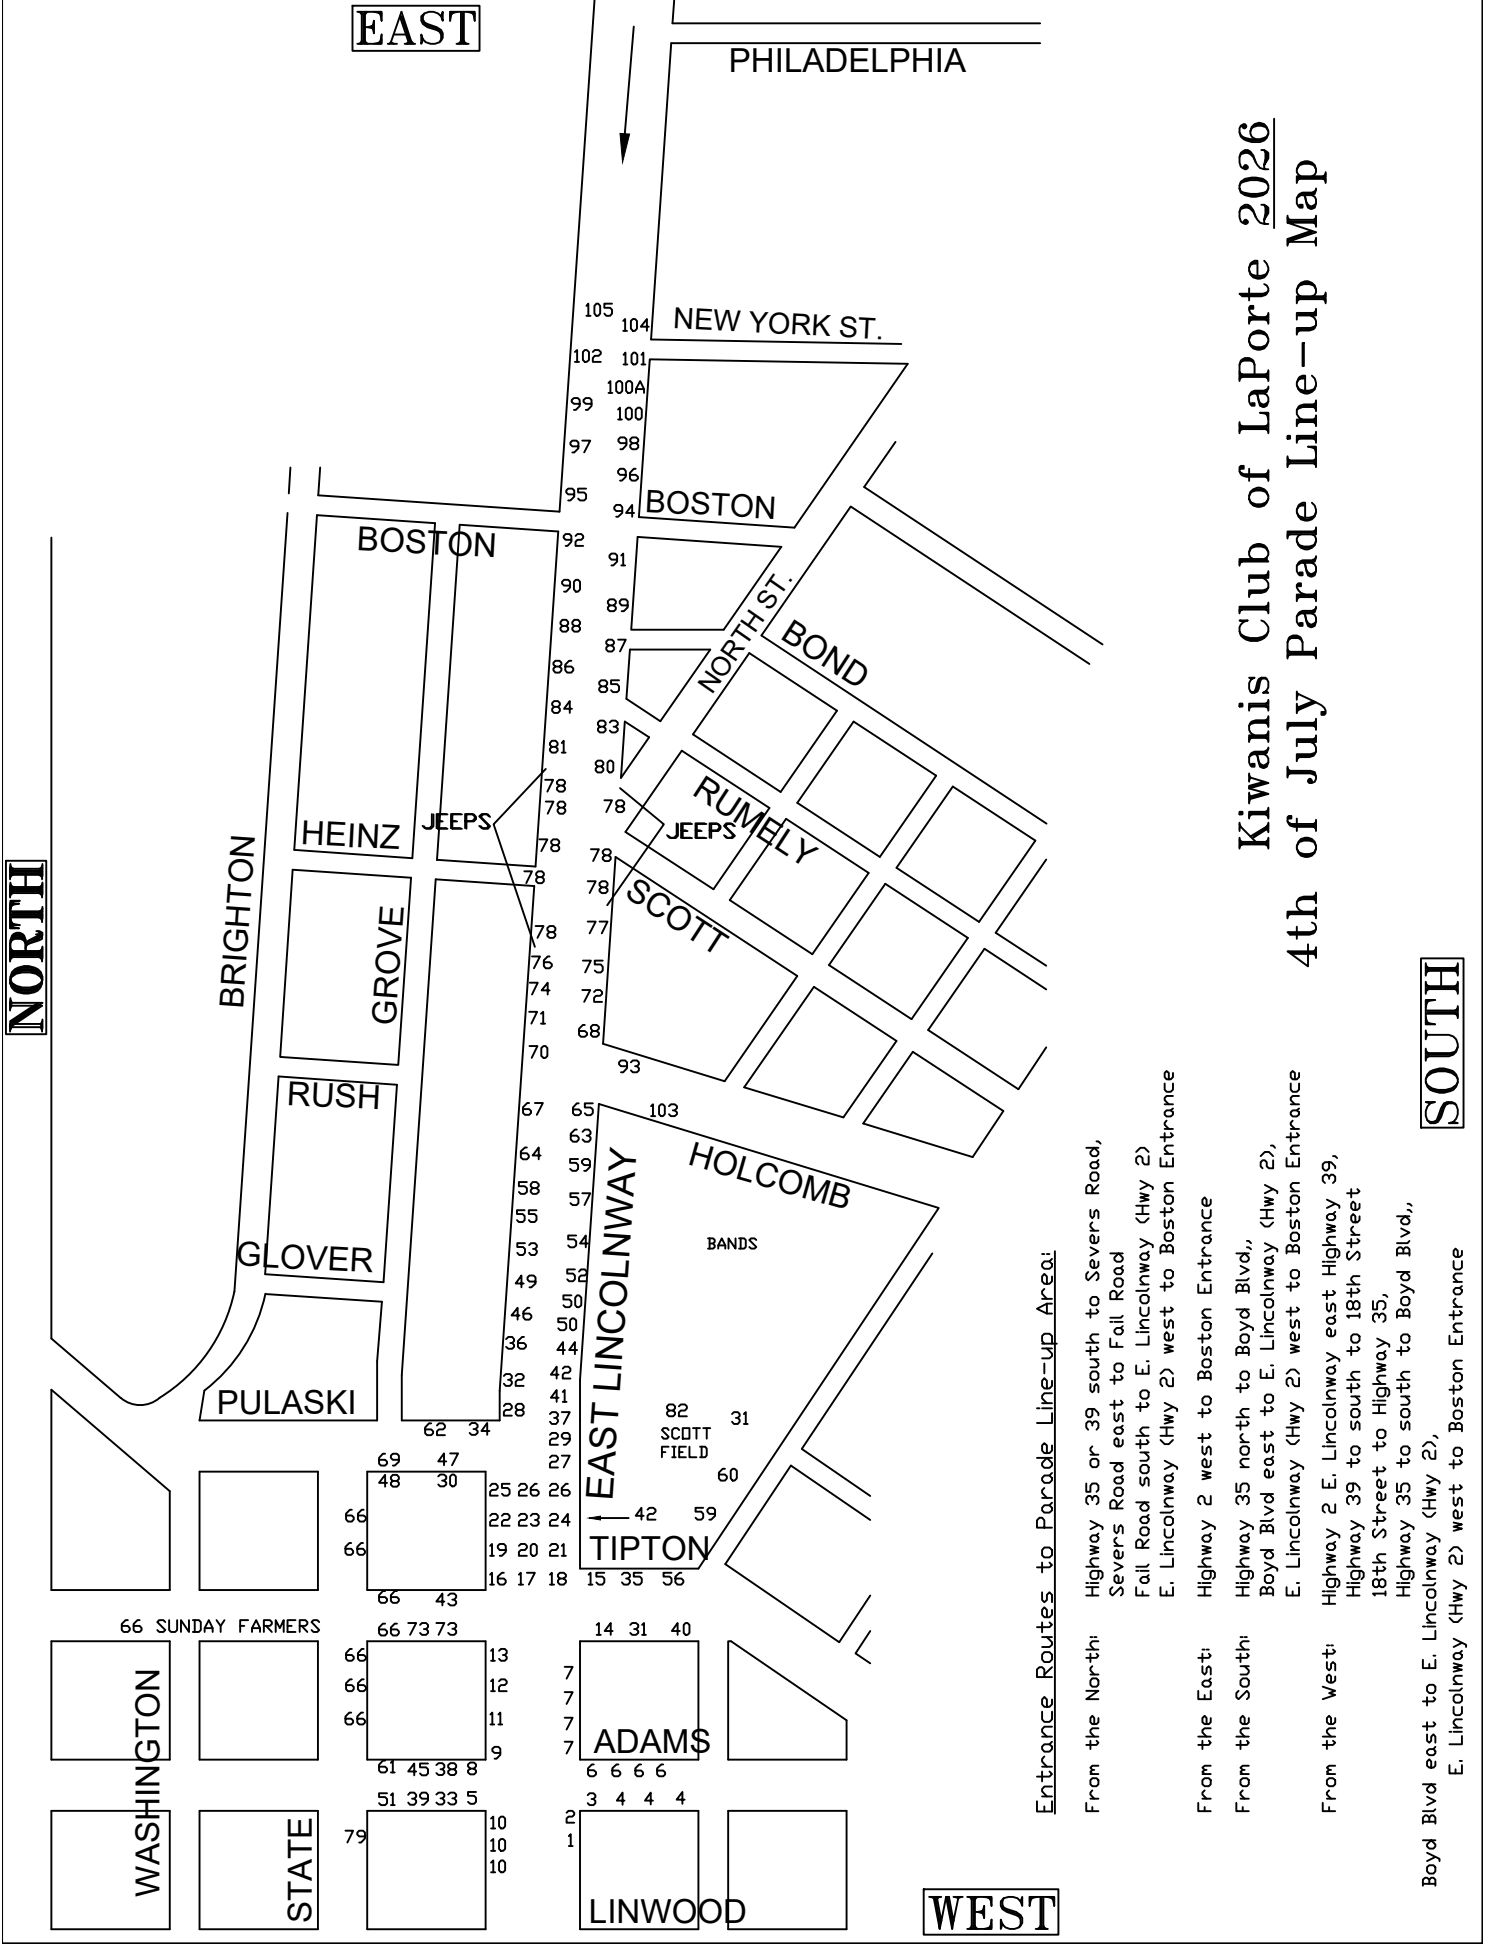 EAST
PHILADELPHIA
105
104
NEW YORK ST.
102 101
100A
99
100
97 98
96
95
94 BOSTON
BOSTON
92
91
90
89
88
87
NORTH ST.
BOND
86
85
84
83
81
80
78
78 78
JEEPS
JEEPS
RUMELY
HEINZ
BRIGHTON
78
78
78 78
SCOTT
GROVE
77
78
76 75
74 72
71 68
70
93
NORTH
RUSH
67 65 103
63
64 59
HOLCOMB
58 57
55
53 54
BANDS
49 52
46 50
50
36 44
EAST LINCOLNWAY
GLOVER
32 42
41
28 37
PULASKI
62 34
29
27
82 31
SCOTT
FIELD
60
69 47
48 30
25 26 26
66
22 23 24
42 59
66
19 20 21
TIPTON
16 17 18 15 35 56
66 43
66 SUNDAY FARMERS
66 73 73
14 31 40
66 13
7
66 12
7
66 11
7
7
9
ADAMS
61 45 38 8
6 6 6 6
51 39 33 5
3 4 4 4
79
10
10
10
2
1
WASHINGTON
STATE
LINWOOD
WEST
SOUTH
Kiwanis Club of LaPorte 2026
4th of July Parade Line-up Map
Entrance Routes to Parade Line-up Area:
From the North: Highway 35 or 39 south to Severs Road,
Severs Road east to Fail Road
Fail Road south to E. Lincolnway (Hwy 2)
E. Lincolnway (Hwy 2) west to Boston Entrance
From the East: Highway 2 west to Boston Entrance
From the South: Highway 35 north to Boyd Blvd.,
Boyd Blvd east to E. Lincolnway (Hwy 2),
E. Lincolnway (Hwy 2) west to Boston Entrance
From the West: Highway 2 E. Lincolnway east Highway 39,
Highway 39 to south to 18th Street
18th Street to Highway 35,
Highway 35 to south to Boyd Blvd.,
Boyd Blvd east to E. Lincolnway (Hwy 2),
E. Lincolnway (Hwy 2) west to Boston Entrance